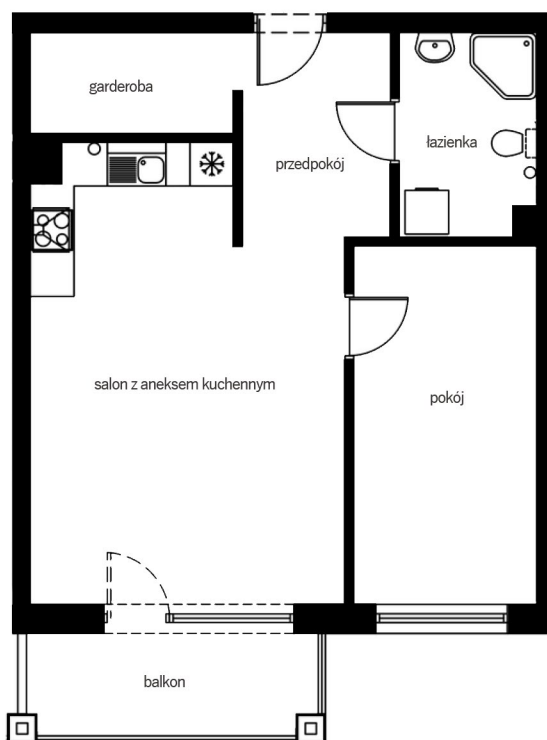 garderoba
łazienka
przedpokój
salon z aneksem kuchennym
pokój
balkon